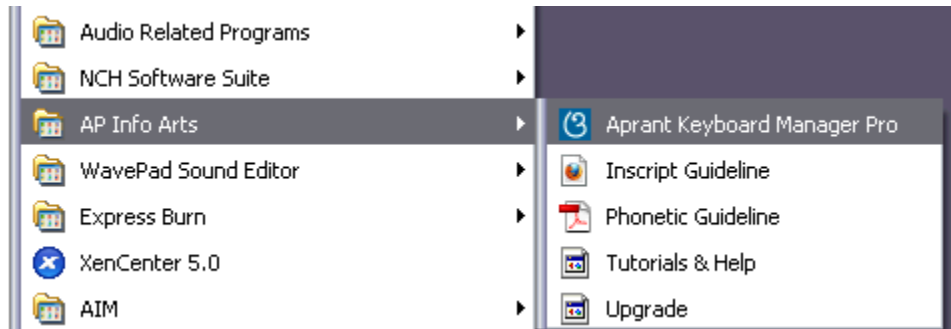 Audio Related Programs
NCH Software Suite
AP Info Arts
WavePad Sound Editor
Express Burn
XenCenter 5.0
AIM
Aprant Keyboard Manager Pro
Inscript Guideline
Phonetic Guideline
Tutorials & Help
Upgrade